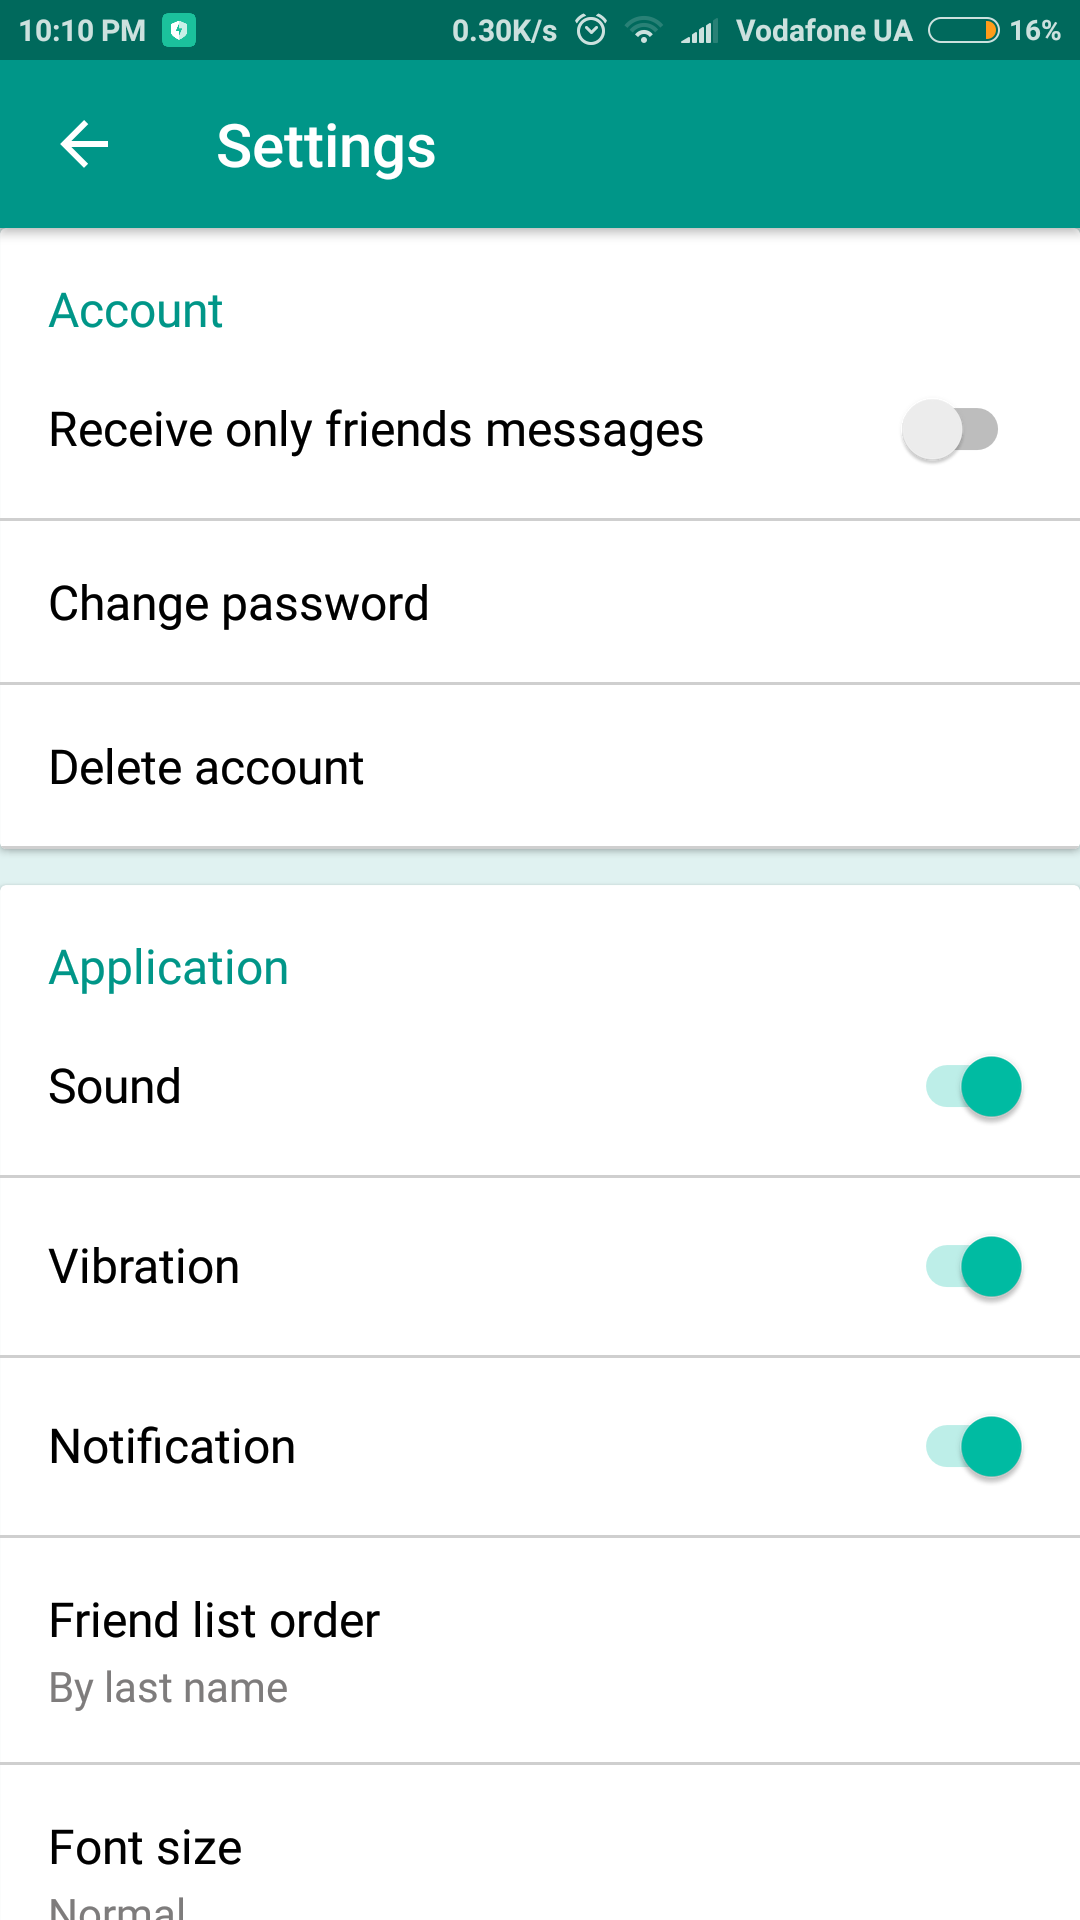 10:10 PM 0.30K/s Vodafone UA 16%
Settings
Account
Receive only friends messages
Change password
Delete account
Application
Sound
Vibration
Notification
Friend list order
By last name
Font size
Normal